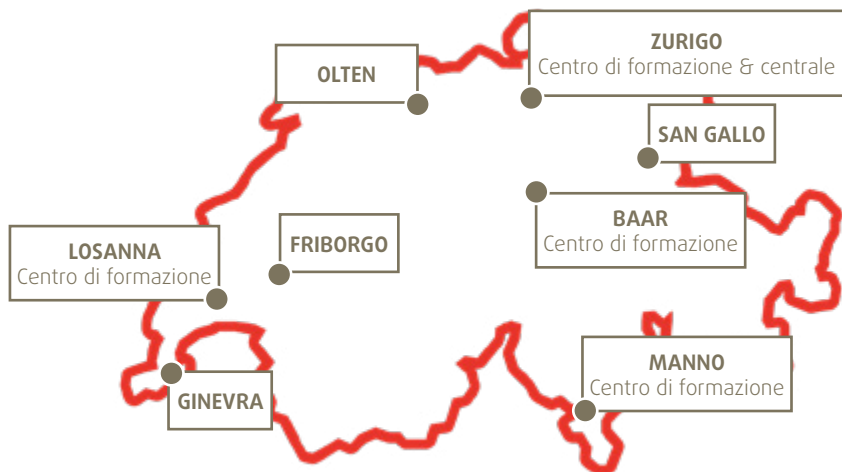 ZURIGO
Centro di formazione & centrale
OLTEN
SAN GALLO
BAAR
Centro di formazione
FRIBORGO
LOSANNA
Centro di formazione
MANNO
Centro di formazione
GINEVRA